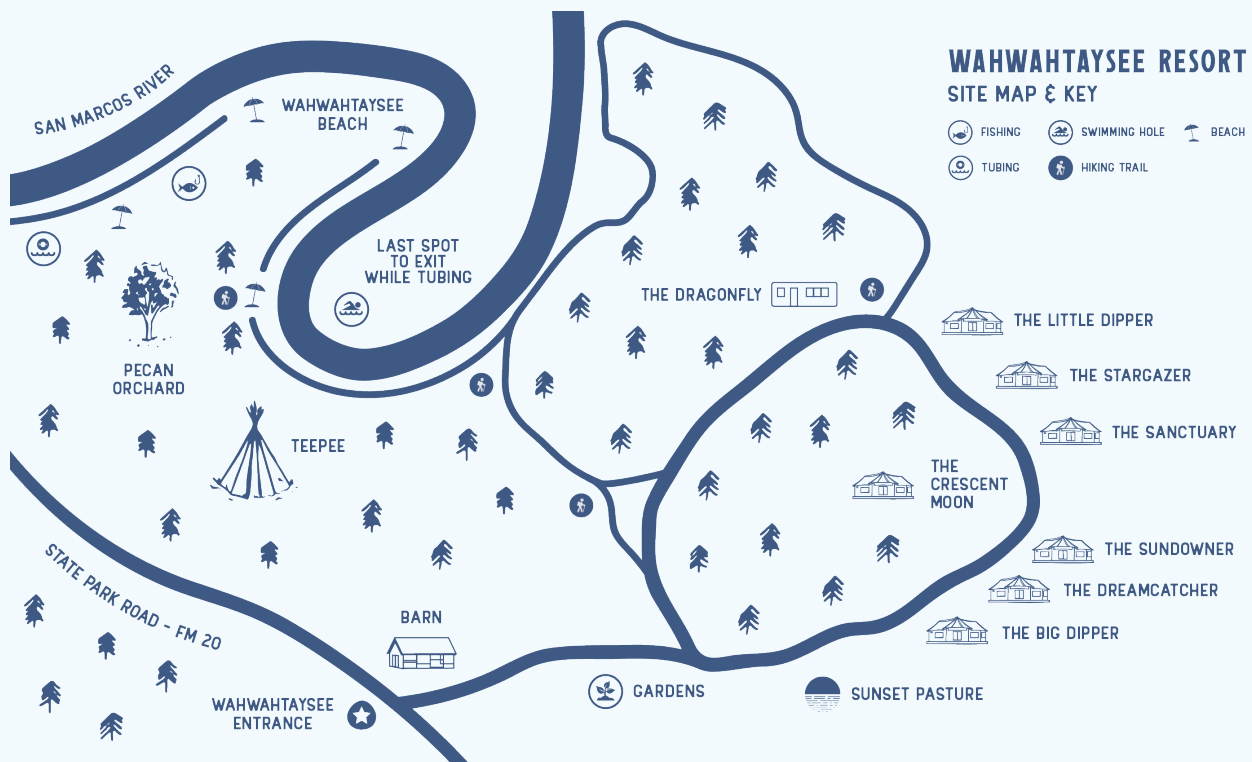 WAHWAHTAYSEE RESORT
SITE MAP & KEY
FISHING
SWIMMING HOLE
BEACH
TUBING
HIKING TRAIL
SAN MARCOS RIVER
WAHWAHTAYSEE
BEACH
LAST SPOT
TO EXIT
WHILE TUBING
THE DRAGONFLY
THE LITTLE DIPPER
THE STARGAZER
THE SANCTUARY
PECAN
ORCHARD
TEEPEE
THE
CRESCENT
MOON
THE SUNDOWNER
THE DREAMCATCHER
THE BIG DIPPER
STATE PARK ROAD - FM 20
BARN
WAHWAHTAYSEE
ENTRANCE
GARDENS
SUNSET PASTURE